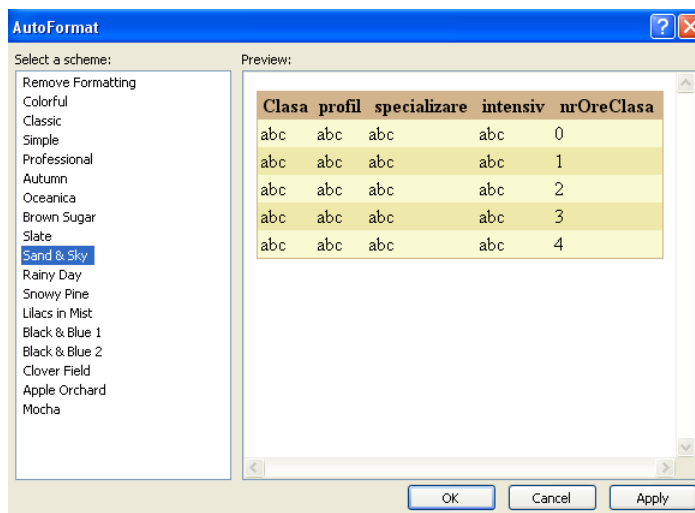 AutoFormat
Select a scheme:
Remove Formatting
Colorful
Classic
Simple
Professional
Autumn
Oceanica
Brown Sugar
Slate
Sand & Sky
Rainy Day
Snowy Pine
Lilacs in Mist
Black & Blue 1
Black & Blue 2
Clover Field
Apple Orchard
Mocha
Preview:
Clasa profil specializare intensiv nrOreClasa
abc abc abc abc 0
abc abc abc abc 1
abc abc abc abc 2
abc abc abc abc 3
abc abc abc abc 4
OK Cancel Apply